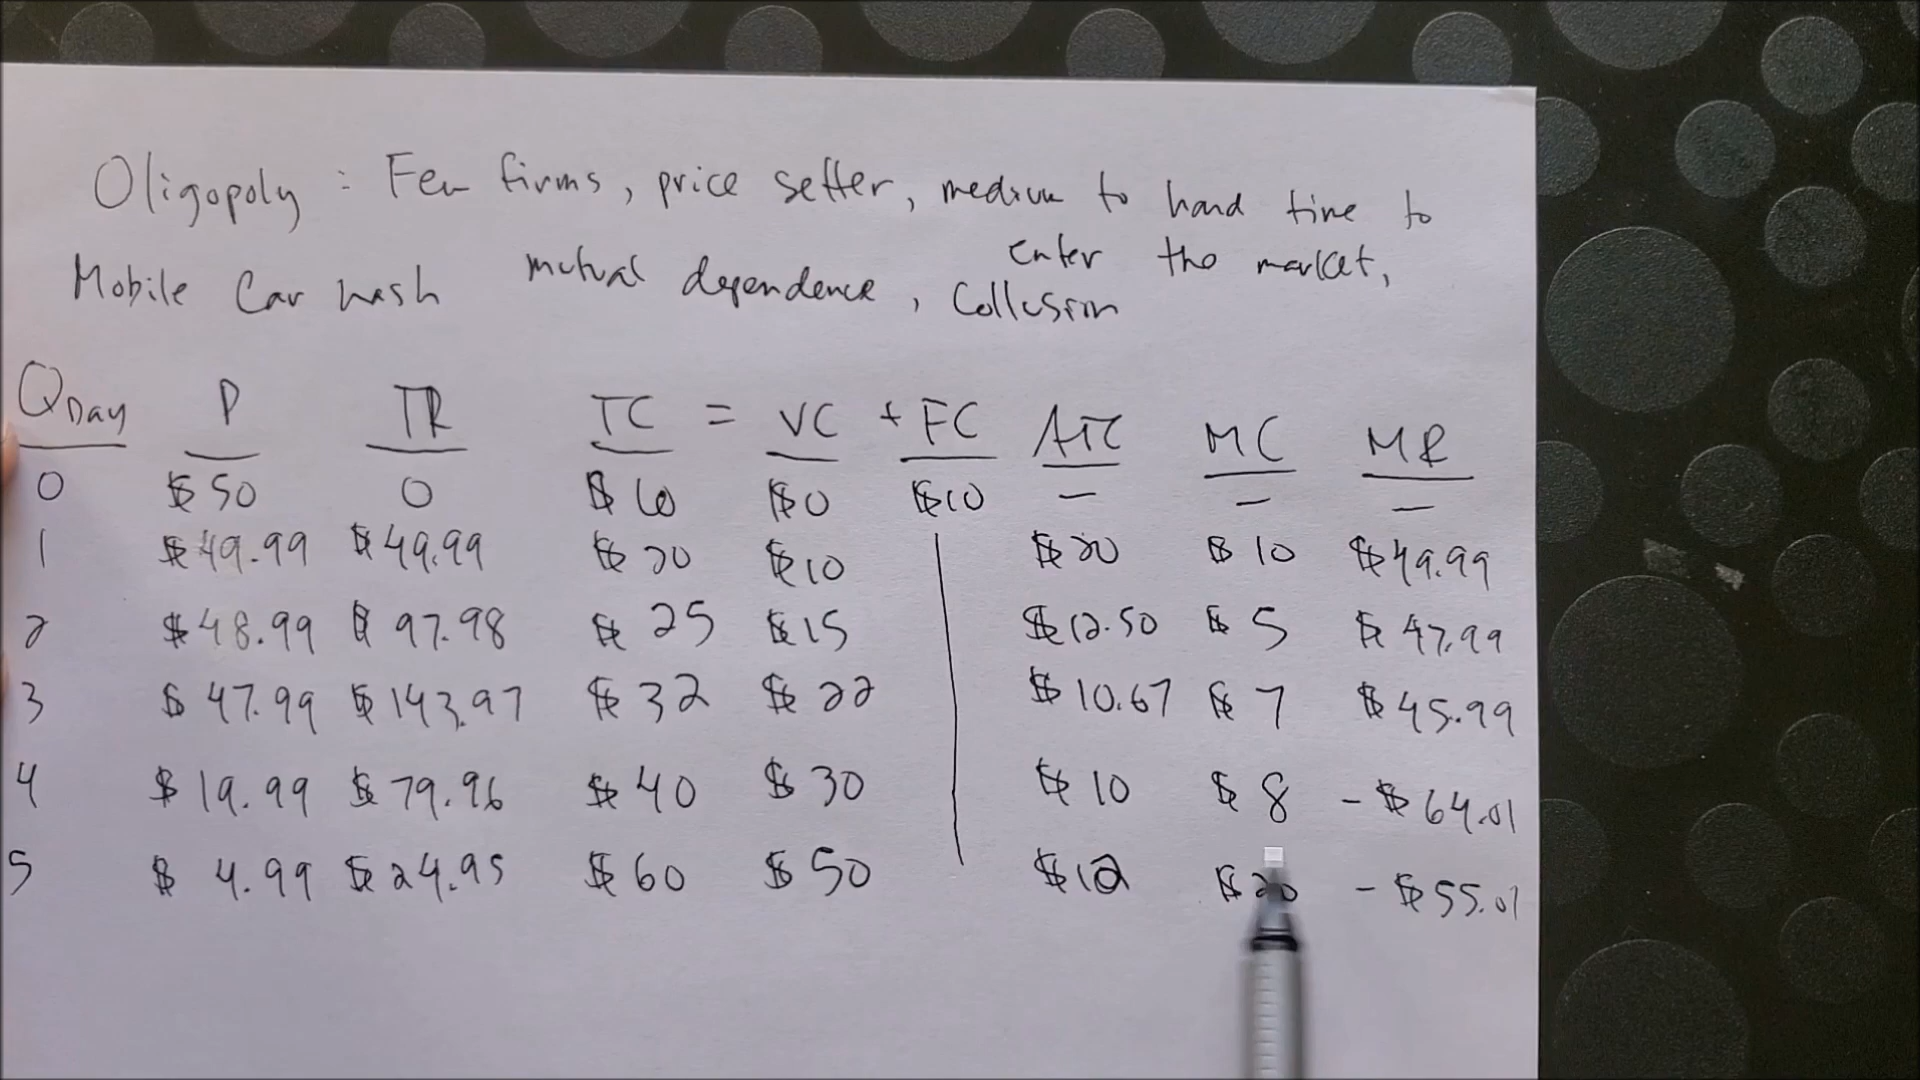 Oligopoly : Few firms, price setter, medium to hard time to
enter the market,
Mobile Car wash mutual dependence, Collusion
QDay P TR TC = VC + FC ATC MC MR
0 $50 0 $10 $0 $10 — — —
1 $49.99 $49.99 $20 $10 $20 $10 $49.99
2 $48.99 $97.98 $25 $15 $12.50 $5 $47.99
3 $47.99 $143.97 $32 $22 $10.67 $7 $45.99
4 $19.99 $79.96 $40 $30 $10 $8 -$64.01
5 $4.99 $24.95 $60 $50 $12 $20 -$55.01